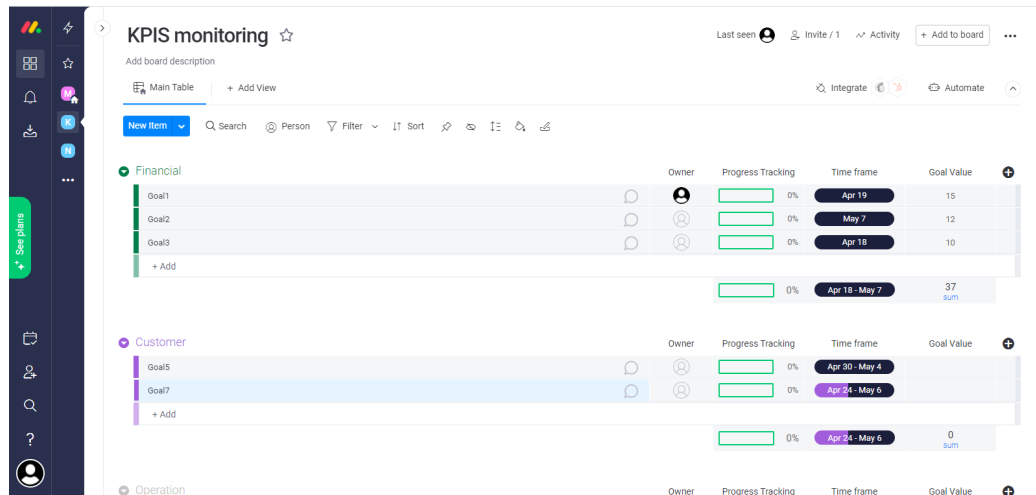 KPIS monitoring
Last seen Invite / 1 Activity + Add to board
Add board description
Main Table + Add View Integrate Automate
New Item Search Person Filter Sort
Financial Owner Progress Tracking Time frame Goal Value
Goal1 0% Apr 19 15
Goal2 0% May 7 12
Goal3 0% Apr 18 10
+ Add
0% Apr 18 - May 7 37
sum
Customer Owner Progress Tracking Time frame Goal Value
Goal5 0% Apr 30 - May 4
Goal7 0% Apr 24 - May 6
+ Add
0% Apr 24 - May 6 0
sum
Operation Owner Progress Tracking Time frame Goal Value
M
K
N
See plans
?